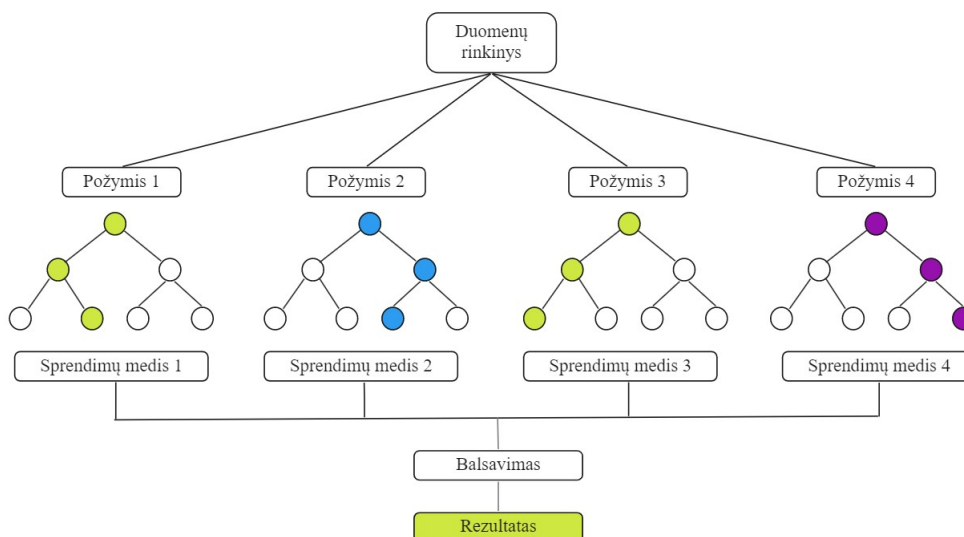 Duomenų
rinkinys
Požymis 1
Požymis 2
Požymis 3
Požymis 4
Sprendimų medis 1
Sprendimų medis 2
Sprendimų medis 3
Sprendimų medis 4
Balsavimas
Rezultatas